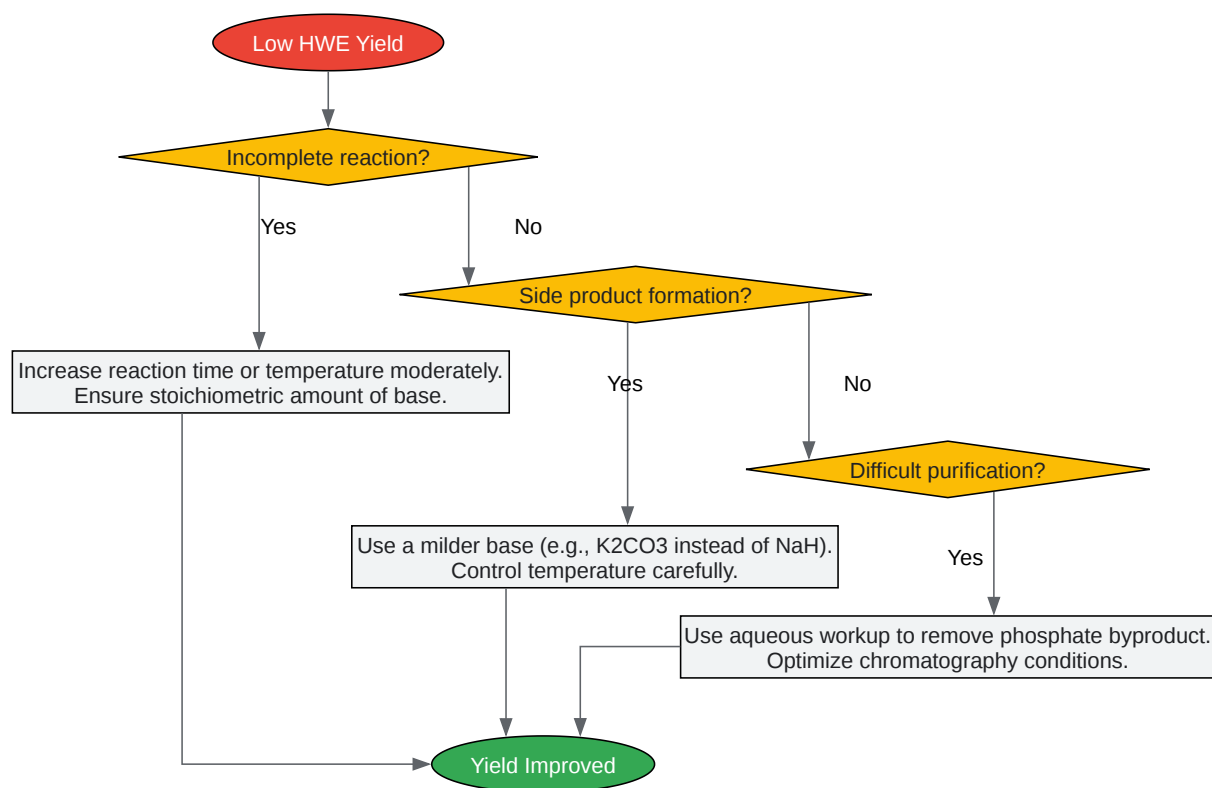 Low HWE Yield
Incomplete reaction?
Yes
No
Side product formation?
Increase reaction time or temperature moderately.
Ensure stoichiometric amount of base.
Yes
No
Difficult purification?
Use a milder base (e.g., K2CO3 instead of NaH).
Control temperature carefully.
Yes
Use aqueous workup to remove phosphate byproduct.
Optimize chromatography conditions.
Yield Improved